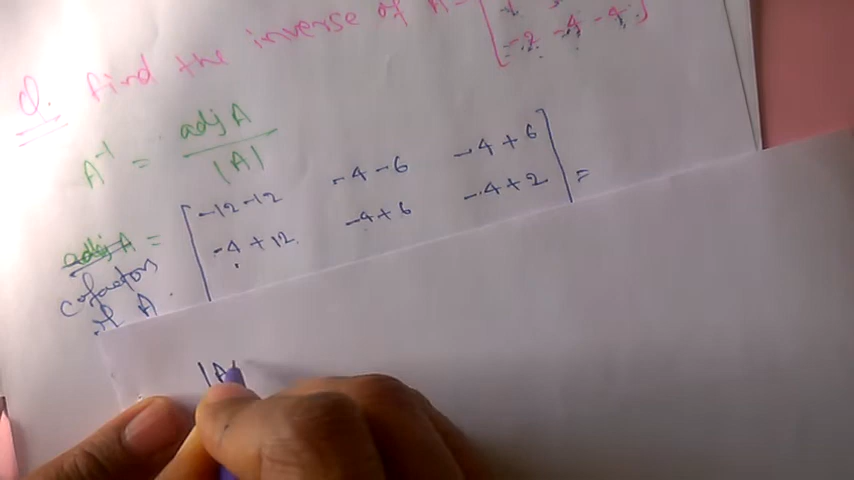 Q. Find the inverse of A =
-2 -4 -4
A⁻¹ = adj A / |A|
adj A = [ -12-12 -4-6 -4+6 ] =
cofactors of A. -4+12 -4+6 -4+2
|A|